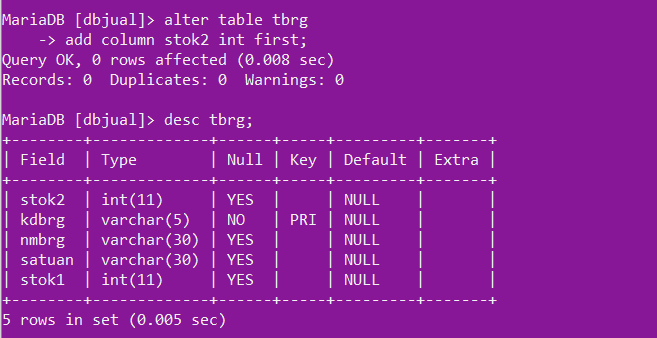 MariaDB [dbjual]> alter table tbrg
    -> add column stok2 int first;
Query OK, 0 rows affected (0.008 sec)
Records: 0  Duplicates: 0  Warnings: 0

MariaDB [dbjual]> desc tbrg;
+--------+-------------+------+-----+---------+-------+
| Field  | Type        | Null | Key | Default | Extra |
+--------+-------------+------+-----+---------+-------+
| stok2  | int(11)     | YES  |     | NULL    |       |
| kdbrg  | varchar(5)  | NO   | PRI | NULL    |       |
| nmbrg  | varchar(30) | YES  |     | NULL    |       |
| satuan | varchar(30) | YES  |     | NULL    |       |
| stok1  | int(11)     | YES  |     | NULL    |       |
+--------+-------------+------+-----+---------+-------+
5 rows in set (0.005 sec)